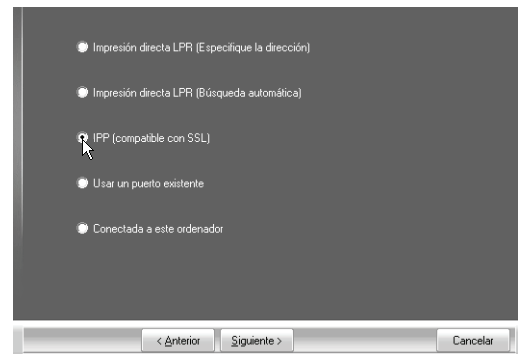 Impresión directa LPR (Especifique la dirección)
Impresión directa LPR (Búsqueda automática)
IPP (compatible con SSL)
Usar un puerto existente
Conectada a este ordenador
< Anterior Siguiente > Cancelar